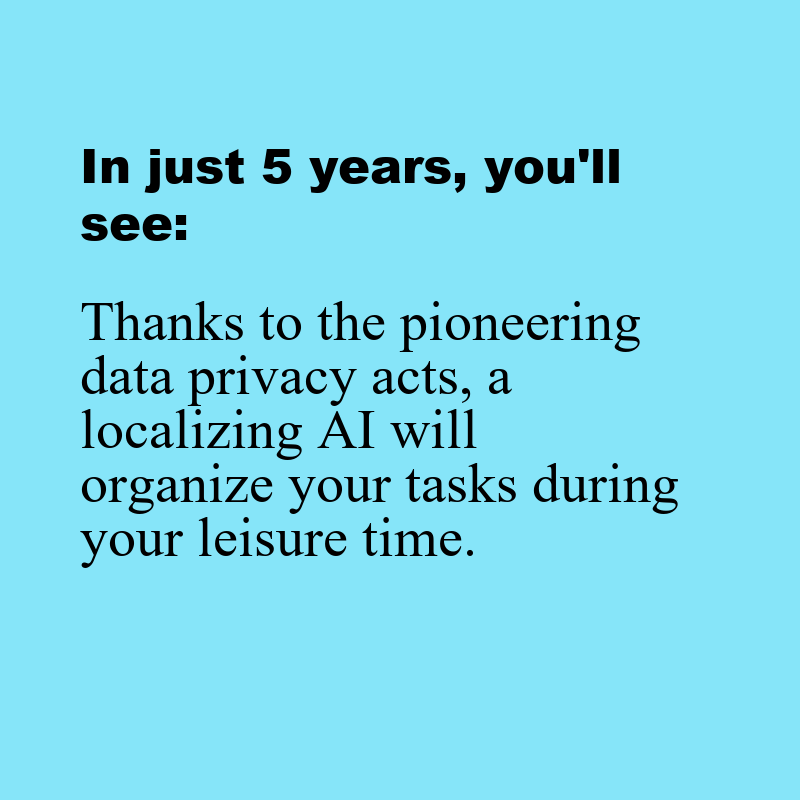 In just 5 years, you'll
see:
Thanks to the pioneering
data privacy acts, a
localizing AI will
organize your tasks during
your leisure time.